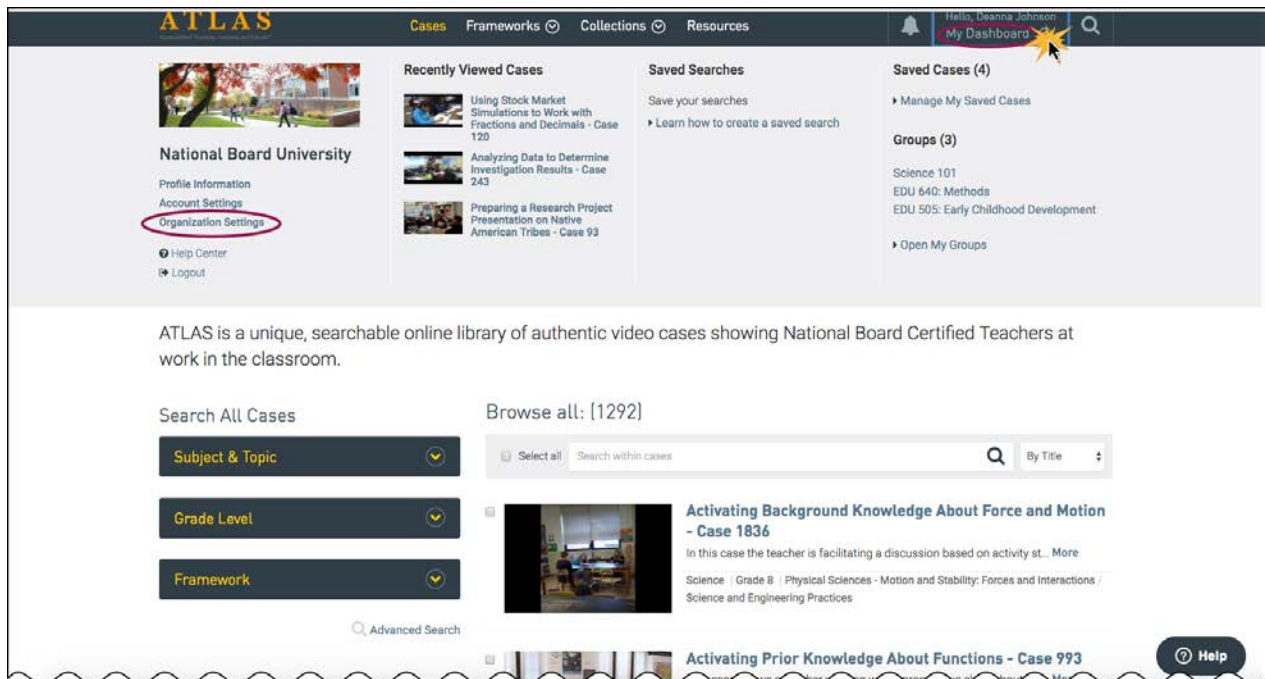 ATLAS
Cases
Frameworks
Collections
Resources
Hello, Deanna Johnson
My Dashboard
National Board University
Profile Information
Account Settings
Organization Settings
Help Center
Logout
Recently Viewed Cases
Using Stock Market
Simulations to Work with
Fractions and Decimals - Case
120
Analyzing Data to Determine
Investigation Results - Case
243
Preparing a Research Project
Presentation on Native
American Tribes - Case 93
Saved Searches
Save your searches
Learn how to create a saved search
Saved Cases (4)
Manage My Saved Cases
Groups (3)
Science 101
EDU 640: Methods
EDU 505: Early Childhood Development
Open My Groups
ATLAS is a unique, searchable online library of authentic video cases showing National Board Certified Teachers at
work in the classroom.
Search All Cases
Subject & Topic
Grade Level
Framework
Advanced Search
Browse all: (1292)
Select all
Search within cases
By Title
Activating Background Knowledge About Force and Motion
- Case 1836
In this case the teacher is facilitating a discussion based on activity st... More
Science | Grade 8 | Physical Sciences - Motion and Stability: Forces and Interactions /
Science and Engineering Practices
Activating Prior Knowledge About Functions - Case 993
Help